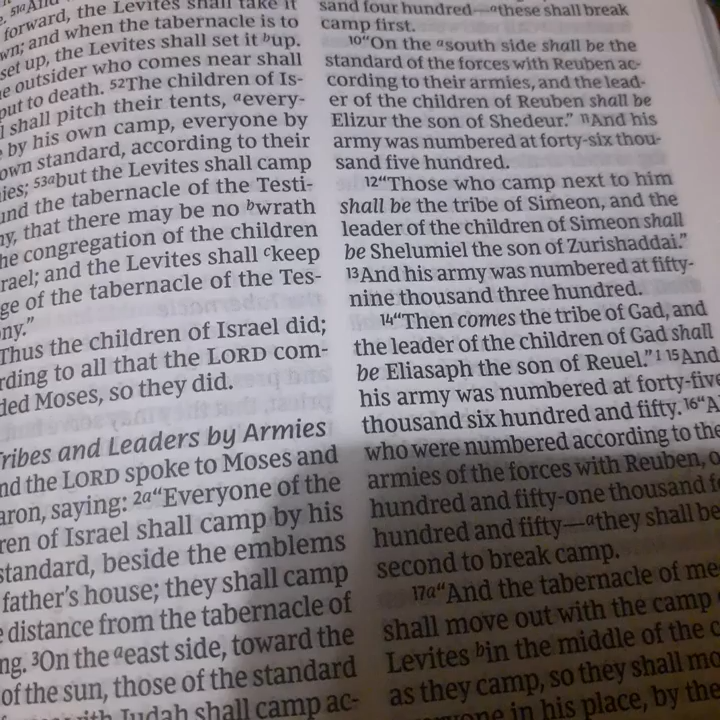 51a And
forward, the Levites shall take it
wn; and when the tabernacle is to
set up, the Levites shall set it bup.
e outsider who comes near shall
put to death. 52The children of Is-
l shall pitch their tents, aevery-
by his own camp, everyone by
own standard, according to their
ies; 53abut the Levites shall camp
und the tabernacle of the Testi-
ny, that there may be no bwrath
he congregation of the children
rael; and the Levites shall ckeep
ge of the tabernacle of the Tes-
ny.”
Thus the children of Israel did;
rding to all that the LORD com-
ded Moses, so they did.
Tribes and Leaders by Armies
nd the LORD spoke to Moses and
aron, saying: 2a“Everyone of the
ren of Israel shall camp by his
standard, beside the emblems
father’s house; they shall camp
e distance from the tabernacle of
ng. 3On the aeast side, toward the
of the sun, those of the standard
with Judah shall camp ac-
sand four hundred—athese shall break
camp first.
10“On the asouth side shall be the
standard of the forces with Reuben ac-
cording to their armies, and the lead-
er of the children of Reuben shall be
Elizur the son of Shedeur.” 11And his
army was numbered at forty-six thou-
sand five hundred.
12“Those who camp next to him
shall be the tribe of Simeon, and the
leader of the children of Simeon shall
be Shelumiel the son of Zurishaddai.”
13And his army was numbered at fifty-
nine thousand three hundred.
14“Then comes the tribe of Gad, and
the leader of the children of Gad shall
be Eliasaph the son of Reuel.”1 15And
his army was numbered at forty-five
thousand six hundred and fifty. 16“A
who were numbered according to the
armies of the forces with Reuben, o
hundred and fifty-one thousand f
hundred and fifty—athey shall be
second to break camp.
17a“And the tabernacle of me
shall move out with the camp
Levites bin the middle of the c
as they camp, so they shall mo
in his place, by the